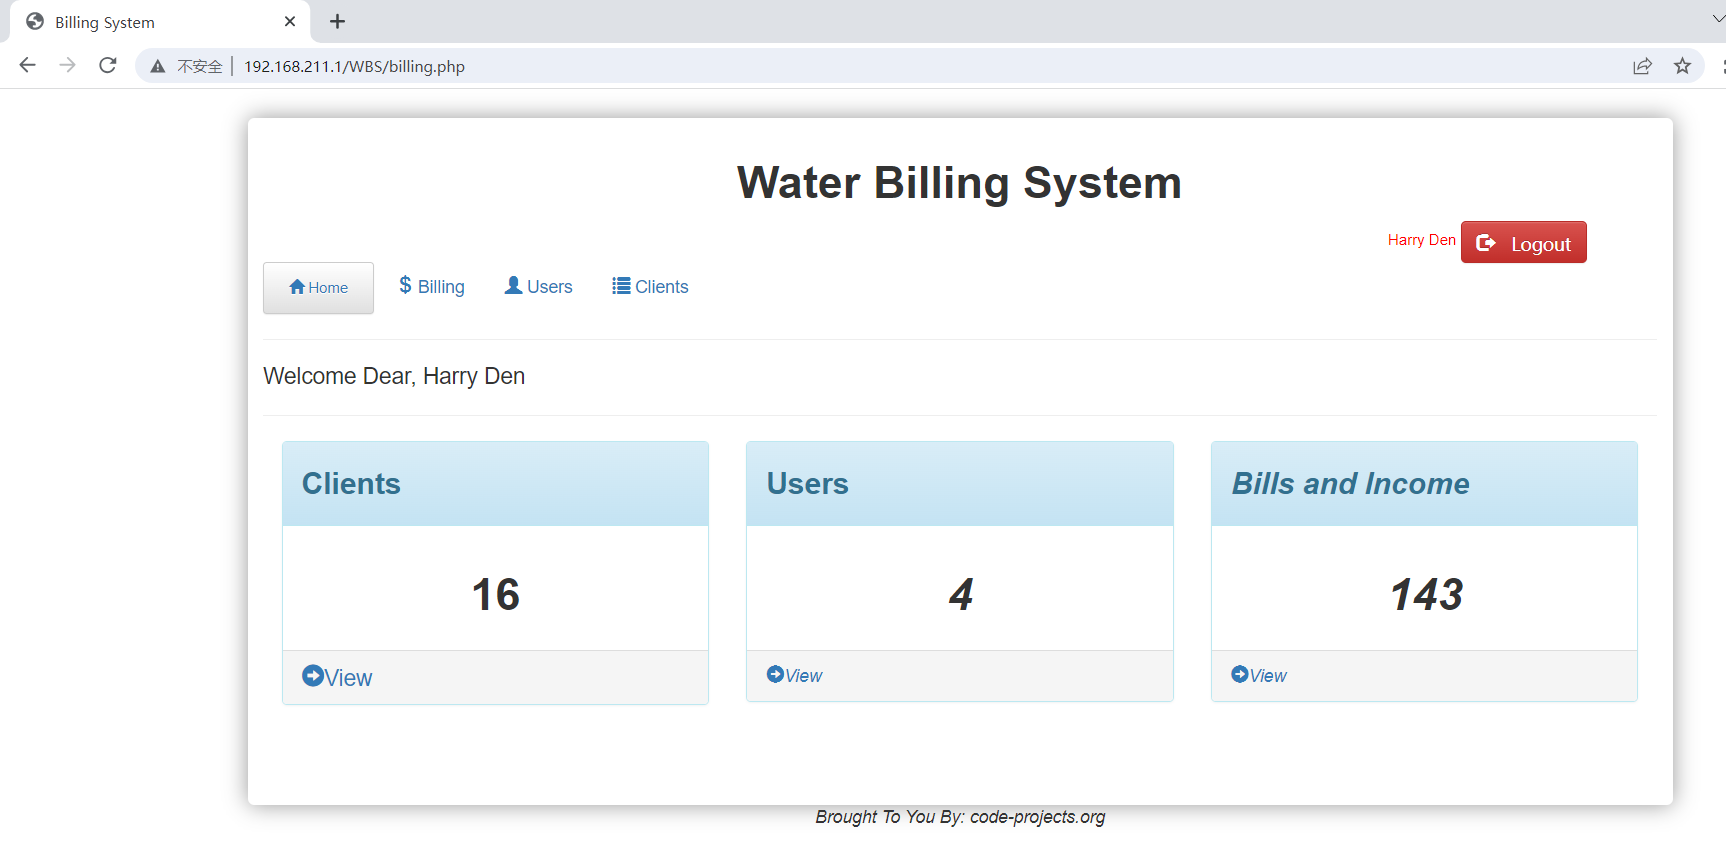 Billing System
不安全 192.168.211.1/WBS/billing.php
Water Billing System
Harry Den Logout
Home Billing Users Clients
Welcome Dear, Harry Den
Clients Users Bills and Income
16 4 143
View View View
Brought To You By: code-projects.org